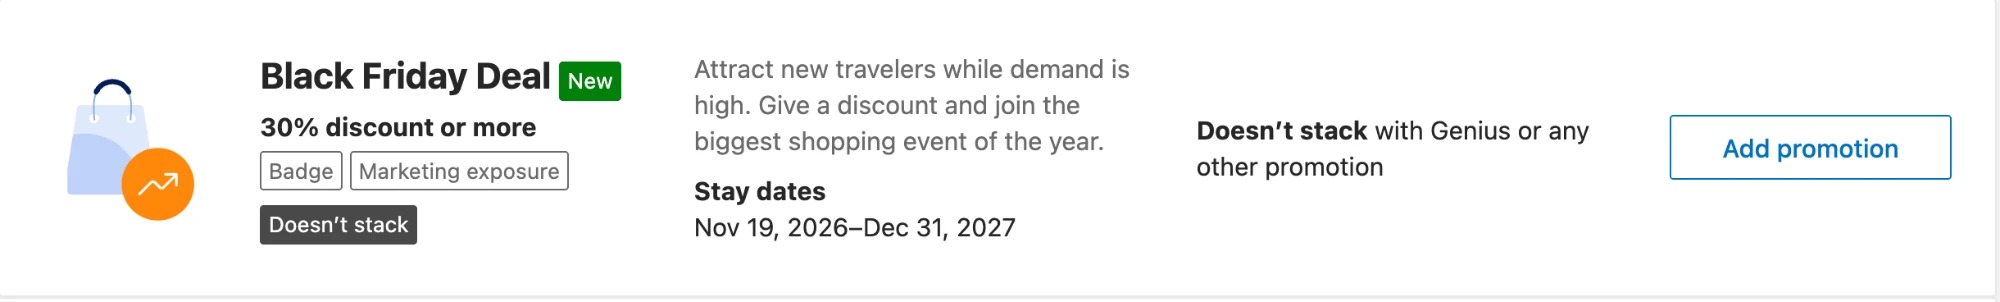 Black Friday Deal New
30% discount or more
Badge Marketing exposure
Doesn’t stack
Attract new travelers while demand is
high. Give a discount and join the
biggest shopping event of the year.
Stay dates
Nov 19, 2026–Dec 31, 2027
Doesn’t stack with Genius or any
other promotion
Add promotion